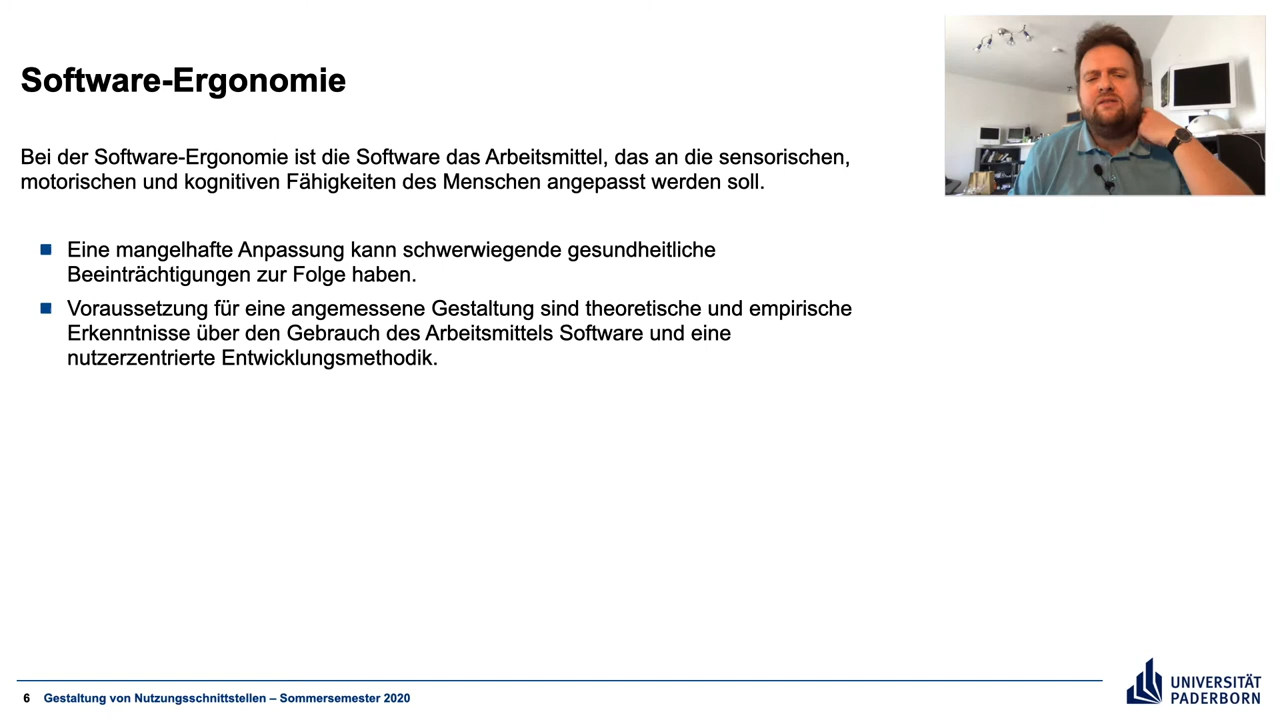 Software-Ergonomie
Bei der Software-Ergonomie ist die Software das Arbeitsmittel, das an die sensorischen,
motorischen und kognitiven Fähigkeiten des Menschen angepasst werden soll.
Eine mangelhafte Anpassung kann schwerwiegende gesundheitliche
Beeinträchtigungen zur Folge haben.
Voraussetzung für eine angemessene Gestaltung sind theoretische und empirische
Erkenntnisse über den Gebrauch des Arbeitsmittels Software und eine
nutzerzentrierte Entwicklungsmethodik.
6 Gestaltung von Nutzungsschnittstellen – Sommersemester 2020
UNIVERSITÄT
PADERBORN